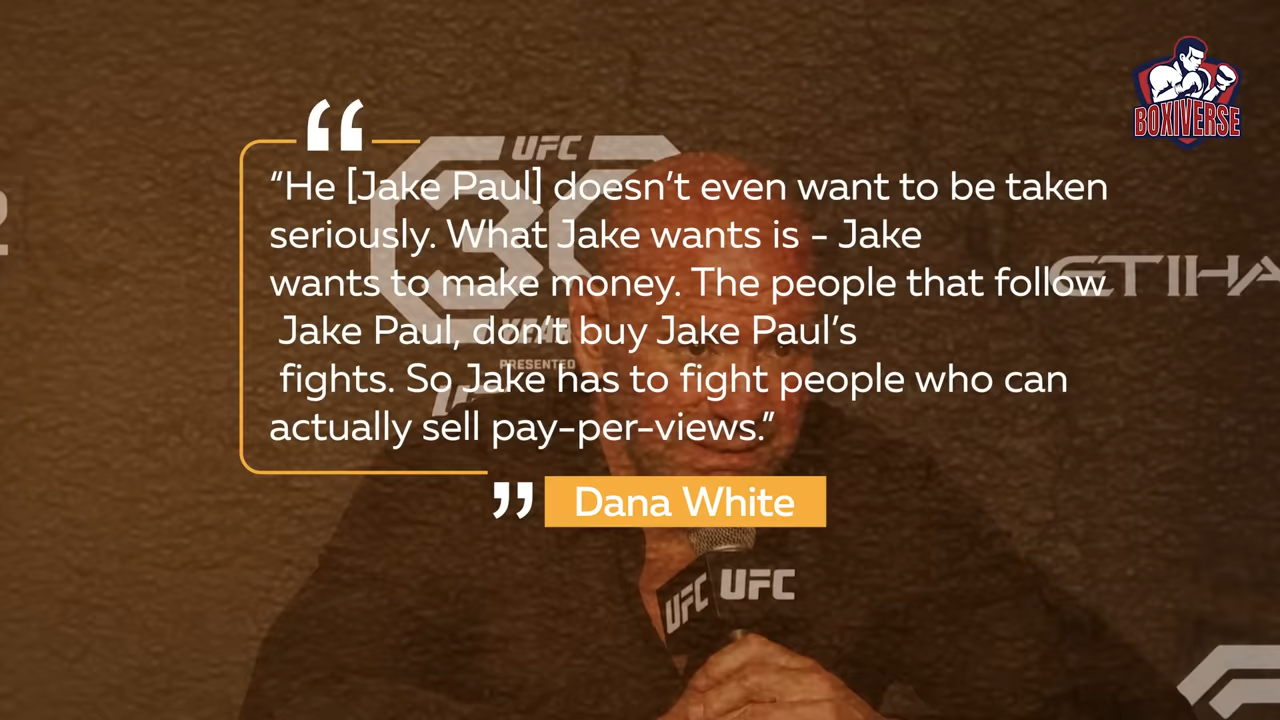 BOXIVERSE
UFC
“He [Jake Paul] doesn’t even want to be taken
seriously. What Jake wants is – Jake
wants to make money. The people that follow
Jake Paul, don’t buy Jake Paul’s
fights. So Jake has to fight people who can
actually sell pay-per-views.”
Dana White
30
YEARS
PRESENTED
ETIHA
UFC
UFC